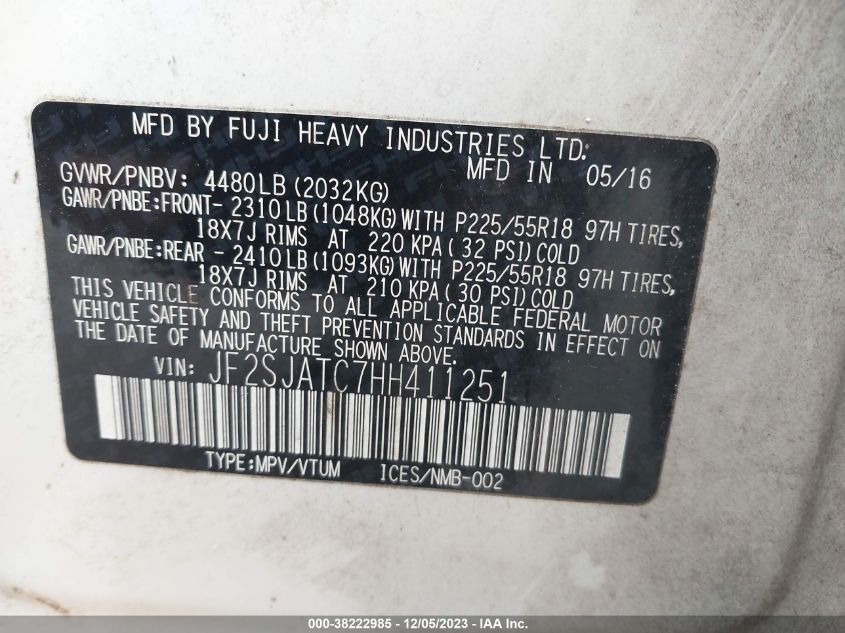 MFD BY FUJI HEAVY INDUSTRIES LTD.
MFD IN 05/16
GVWR/PNBV: 4480LB (2032KG)
GAWR/PNBE:FRONT- 2310LB (1048KG) WITH P225/55R18 97H TIRES,
18X7J RIMS AT 220 KPA ( 32 PSI) COLD
GAWR/PNBE:REAR - 2410LB (1093KG) WITH P225/55R18 97H TIRES,
18X7J RIMS AT 210 KPA ( 30 PSI) COLD
THIS VEHICLE CONFORMS TO ALL APPLICABLE FEDERAL MOTOR
VEHICLE SAFETY AND THEFT PREVENTION STANDARDS IN EFFECT ON
THE DATE OF MANUFACTURE SHOWN ABOVE.
VIN: JF2SJATC7HH411251
TYPE:MPV/VTUM ICES/NMB-002
000-38222985 - 12/05/2023 - IAA Inc.